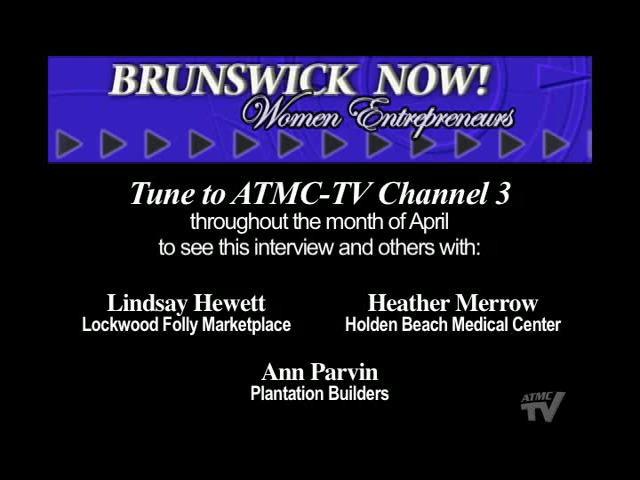 BRUNSWICK NOW!
Women Entrepreneurs
Tune to ATMC-TV Channel 3
throughout the month of April
to see this interview and others with:
Lindsay Hewett
Lockwood Folly Marketplace
Heather Merrow
Holden Beach Medical Center
Ann Parvin
Plantation Builders
ATMC
TV